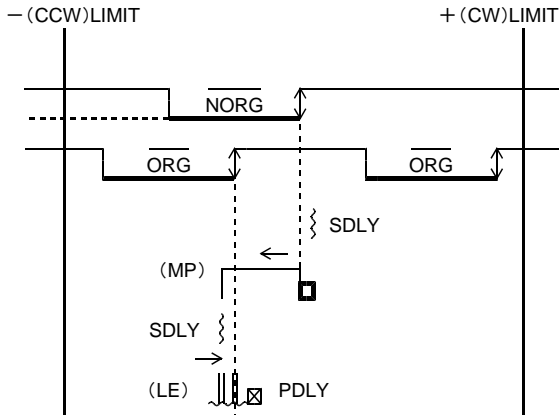 －(CCW)LIMIT
＋(CW)LIMIT
NORG
ORG
ORG
SDLY
(MP)
SDLY
(LE)
PDLY